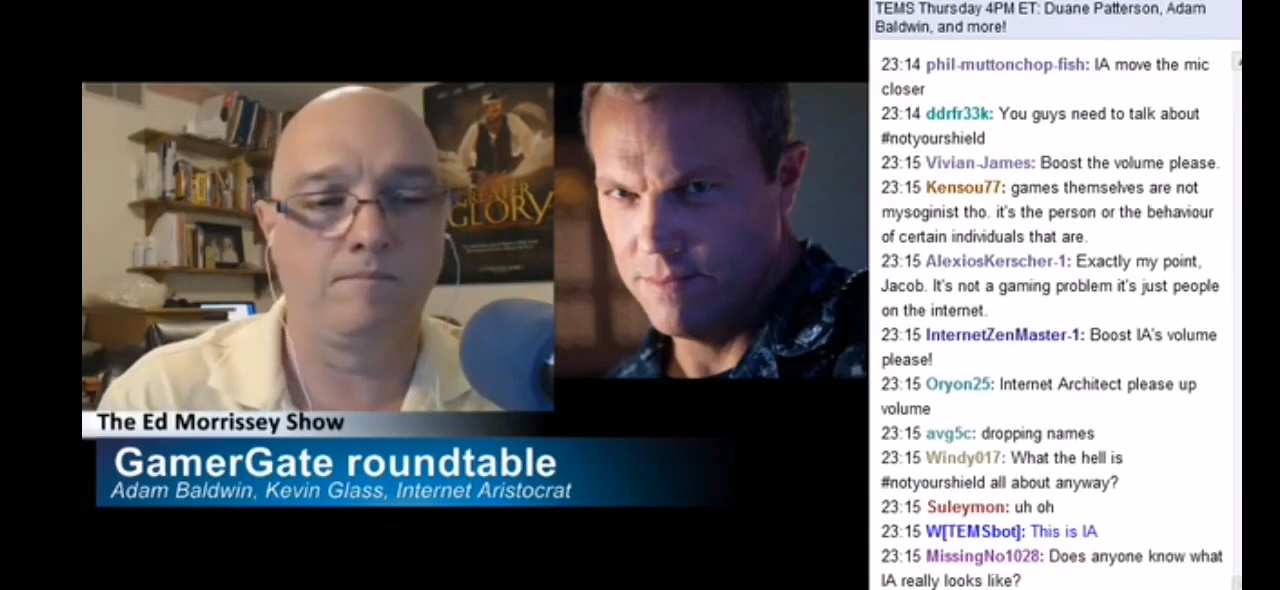 TEMS Thursday 4PM ET: Duane Patterson, Adam
Baldwin, and more!
23:14 phil-muttonchop-fish: IA move the mic
closer
23:14 ddrfr33k: You guys need to talk about
#notyourshield
23:15 Vivian-James: Boost the volume please.
23:15 Kensou77: games themselves are not
mysoginist tho. it's the person or the behaviour
of certain individuals that are.
23:15 AlexiosKerscher-1: Exactly my point,
Jacob. It's not a gaming problem it's just people
on the internet.
23:15 InternetZenMaster-1: Boost IA's volume
please!
23:15 Oryon25: Internet Architect please up
volume
23:15 avg5c: dropping names
23:15 Windy017: What the hell is
#notyourshield all about anyway?
23:15 Suleymon: uh oh
23:15 W[TEMSbot]: This is IA
23:15 MissingNo1028: Does anyone know what
IA really looks like?
GREATER
GLORY
The Ed Morrissey Show
GamerGate roundtable
Adam Baldwin, Kevin Glass, Internet Aristocrat